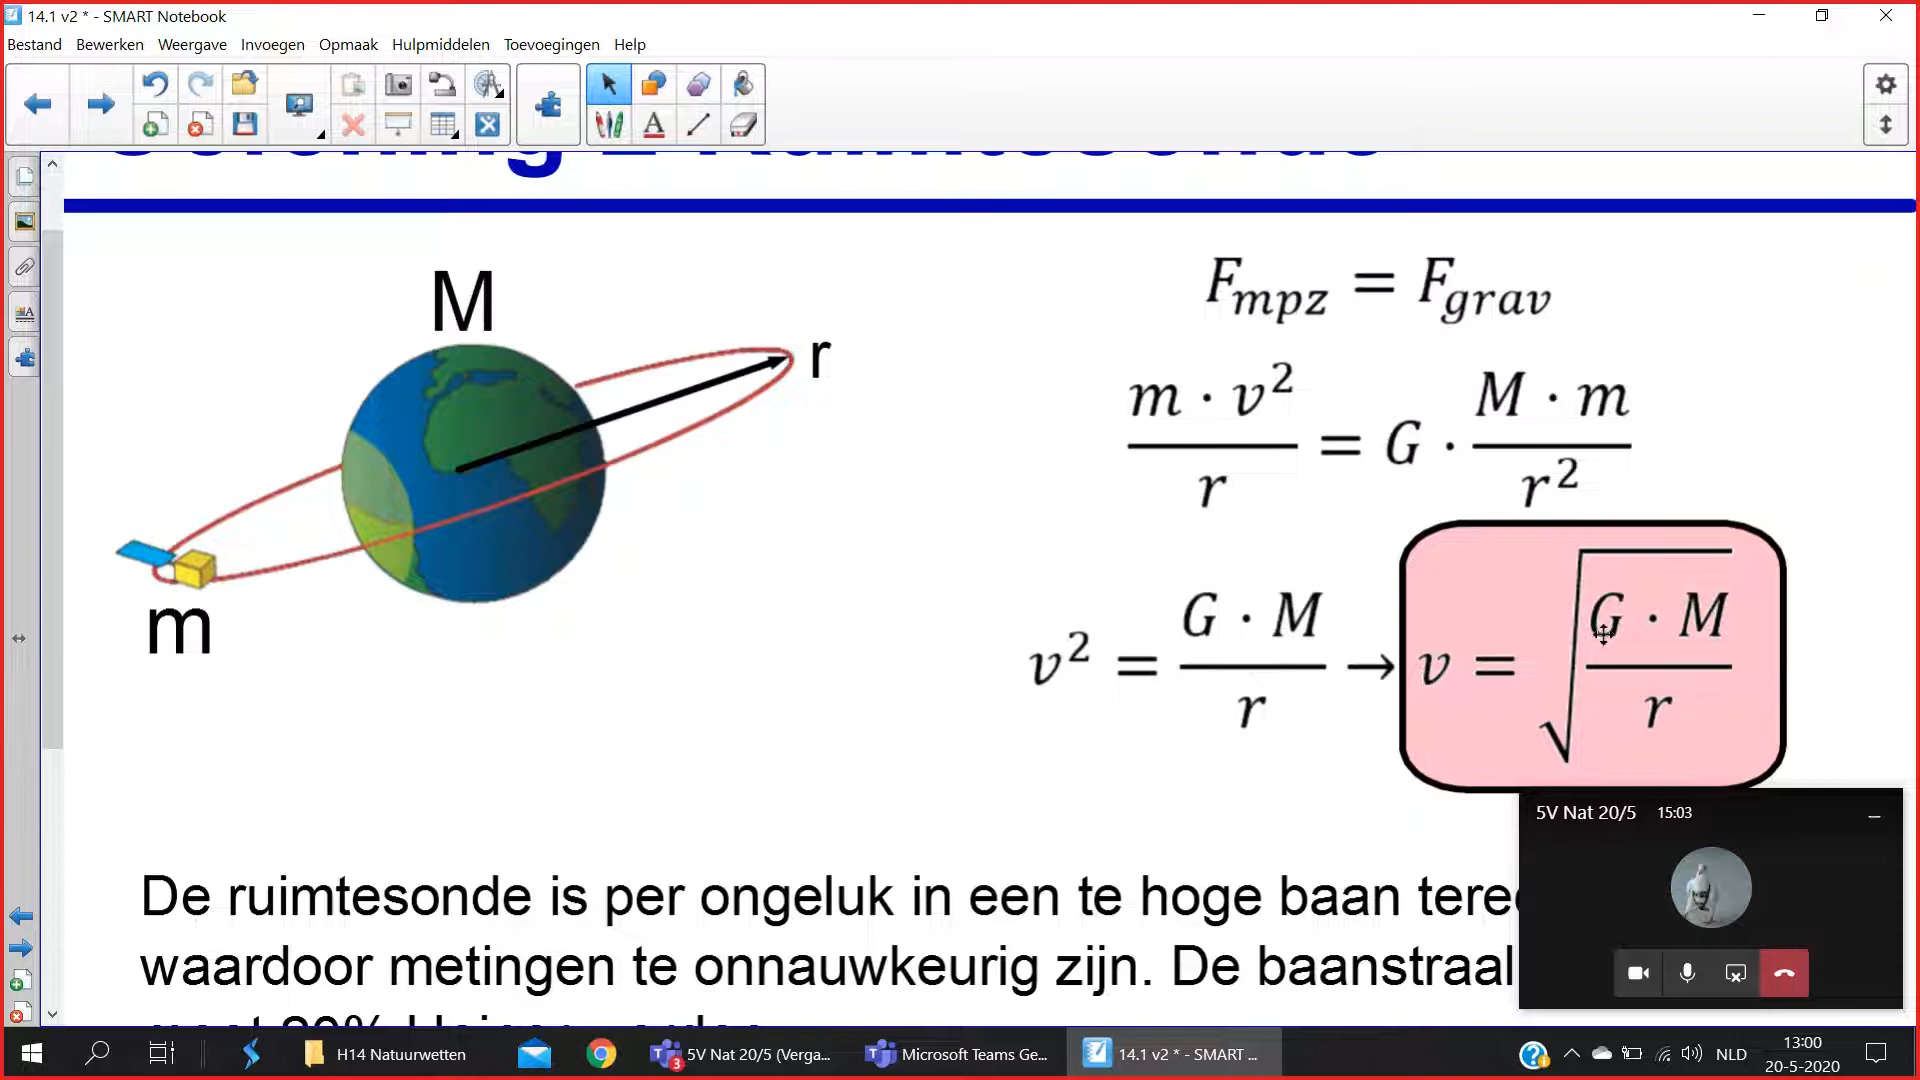 14.1 v2 * - SMART Notebook
Bestand Bewerken Weergave Invoegen Opmaak Hulpmiddelen Toevoegingen Help
M
r
m
F_mpz = F_grav
m · v² / r = G · M · m / r²
v² = G · M / r → v = √(G · M / r)
5V Nat 20/5 15:03
De ruimtesonde is per ongeluk in een te hoge baan
waardoor metingen te onnauwkeurig zijn. De baanstraal
H14 Natuurwetten
3
5V Nat 20/5 (Verga...
Microsoft Teams Ge...
14.1 v2 * - SMART ...
NLD
13:00
20-5-2020